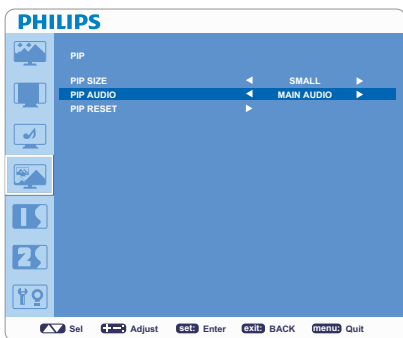 PHILIPS
PIP
PIP SIZE SMALL
PIP AUDIO MAIN AUDIO
PIP RESET
Sel Adjust set: Enter exit: BACK menu: Quit